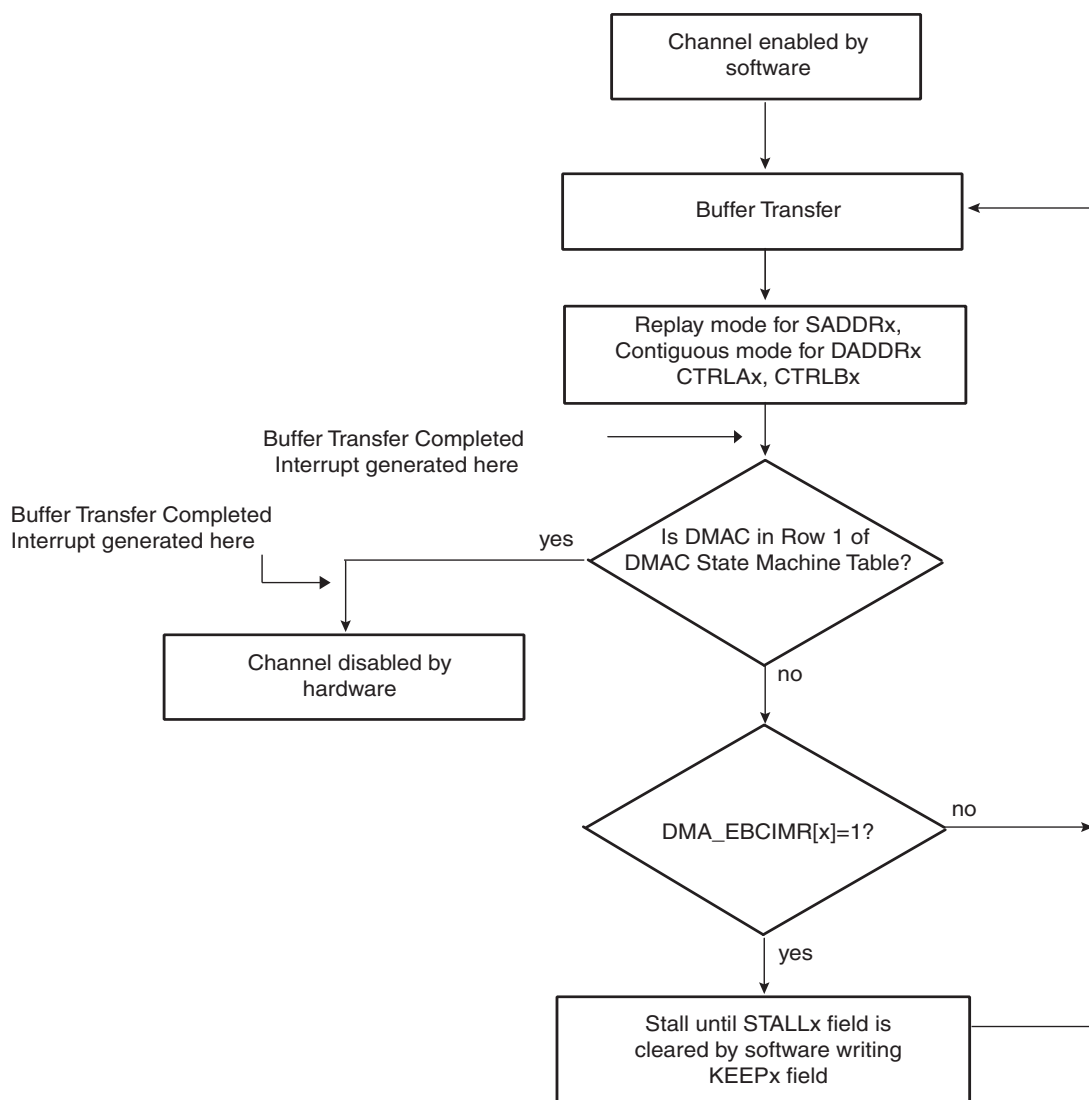 Channel enabled by
software
Buffer Transfer
Replay mode for SADDRx,
Contiguous mode for DADDRx
CTRLAx, CTRLBx
Buffer Transfer Completed
Interrupt generated here
Buffer Transfer Completed
Interrupt generated here
yes
Is DMAC in Row 1 of
DMAC State Machine Table?
Channel disabled by
hardware
no
DMA_EBCIMR[x]=1?
no
yes
Stall until STALLx field is
cleared by software writing
KEEPx field